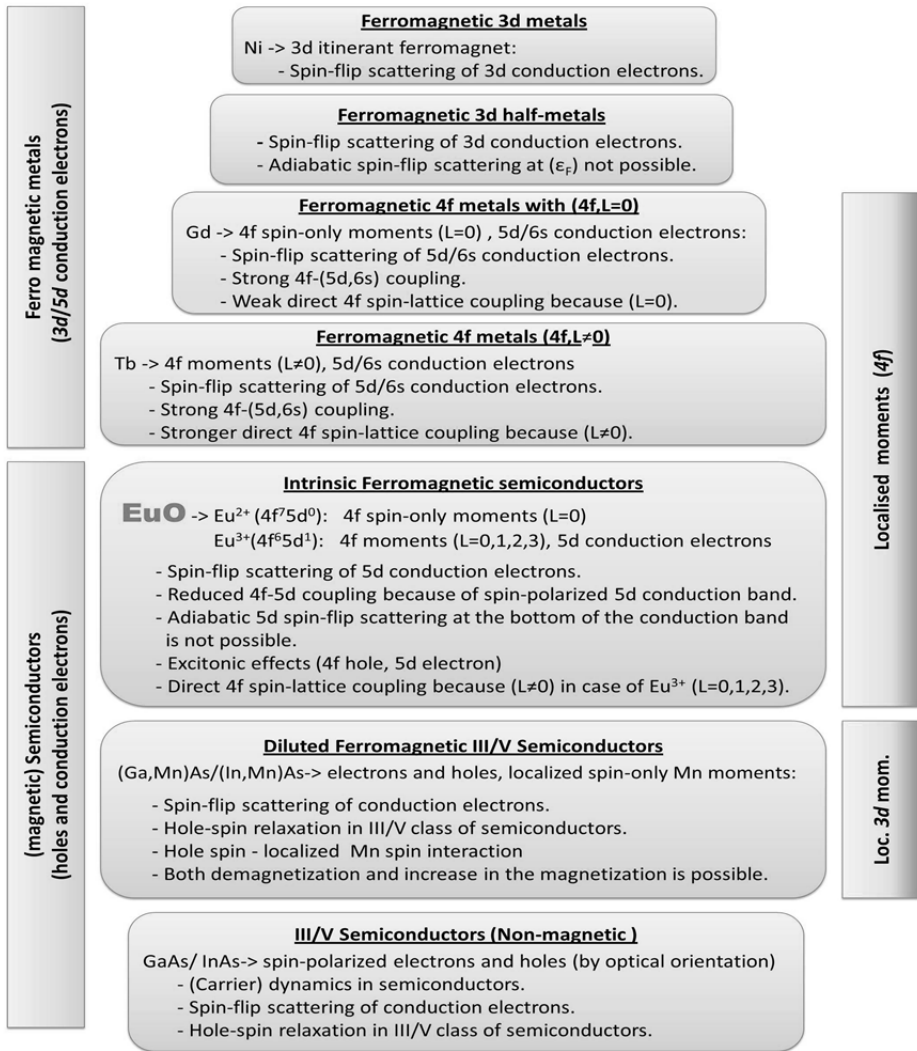 Ferromagnetic 3d metals
Ni -> 3d itinerant ferromagnet:
- Spin-flip scattering of 3d conduction electrons.
Ferromagnetic 3d half-metals
- Spin-flip scattering of 3d conduction electrons.
- Adiabatic spin-flip scattering at (εF) not possible.
Ferromagnetic 4f metals with (4f,L=0)
Gd -> 4f spin-only moments (L=0) , 5d/6s conduction electrons:
- Spin-flip scattering of 5d/6s conduction electrons.
- Strong 4f-(5d,6s) coupling.
- Weak direct 4f spin-lattice coupling because (L=0).
Ferromagnetic 4f metals (4f,L≠0)
Tb -> 4f moments (L≠0), 5d/6s conduction electrons
- Spin-flip scattering of 5d/6s conduction electrons.
- Strong 4f-(5d,6s) coupling.
- Stronger direct 4f spin-lattice coupling because (L≠0).
Ferro magnetic metals
(3d/5d conduction electrons)
Intrinsic Ferromagnetic semiconductors
EuO -> Eu²⁺ (4f⁷5d⁰): 4f spin-only moments (L=0)
Eu³⁺(4f⁶5d¹): 4f moments (L=0,1,2,3), 5d conduction electrons
- Spin-flip scattering of 5d conduction electrons.
- Reduced 4f-5d coupling because of spin-polarized 5d conduction band.
- Adiabatic 5d spin-flip scattering at the bottom of the conduction band
is not possible.
- Excitonic effects (4f hole, 5d electron)
- Direct 4f spin-lattice coupling because (L≠0) in case of Eu³⁺ (L=0,1,2,3).
Localised moments (4f)
Diluted Ferromagnetic III/V Semiconductors
(Ga,Mn)As/(In,Mn)As-> electrons and holes, localized spin-only Mn moments:
- Spin-flip scattering of conduction electrons.
- Hole-spin relaxation in III/V class of semiconductors.
- Hole spin - localized Mn spin interaction
- Both demagnetization and increase in the magnetization is possible.
Loc. 3d mom.
III/V Semiconductors (Non-magnetic )
GaAs/ InAs-> spin-polarized electrons and holes (by optical orientation)
- (Carrier) dynamics in semiconductors.
- Spin-flip scattering of conduction electrons.
- Hole-spin relaxation in III/V class of semiconductors.
(magnetic) Semiconductors
(holes and conduction electrons)